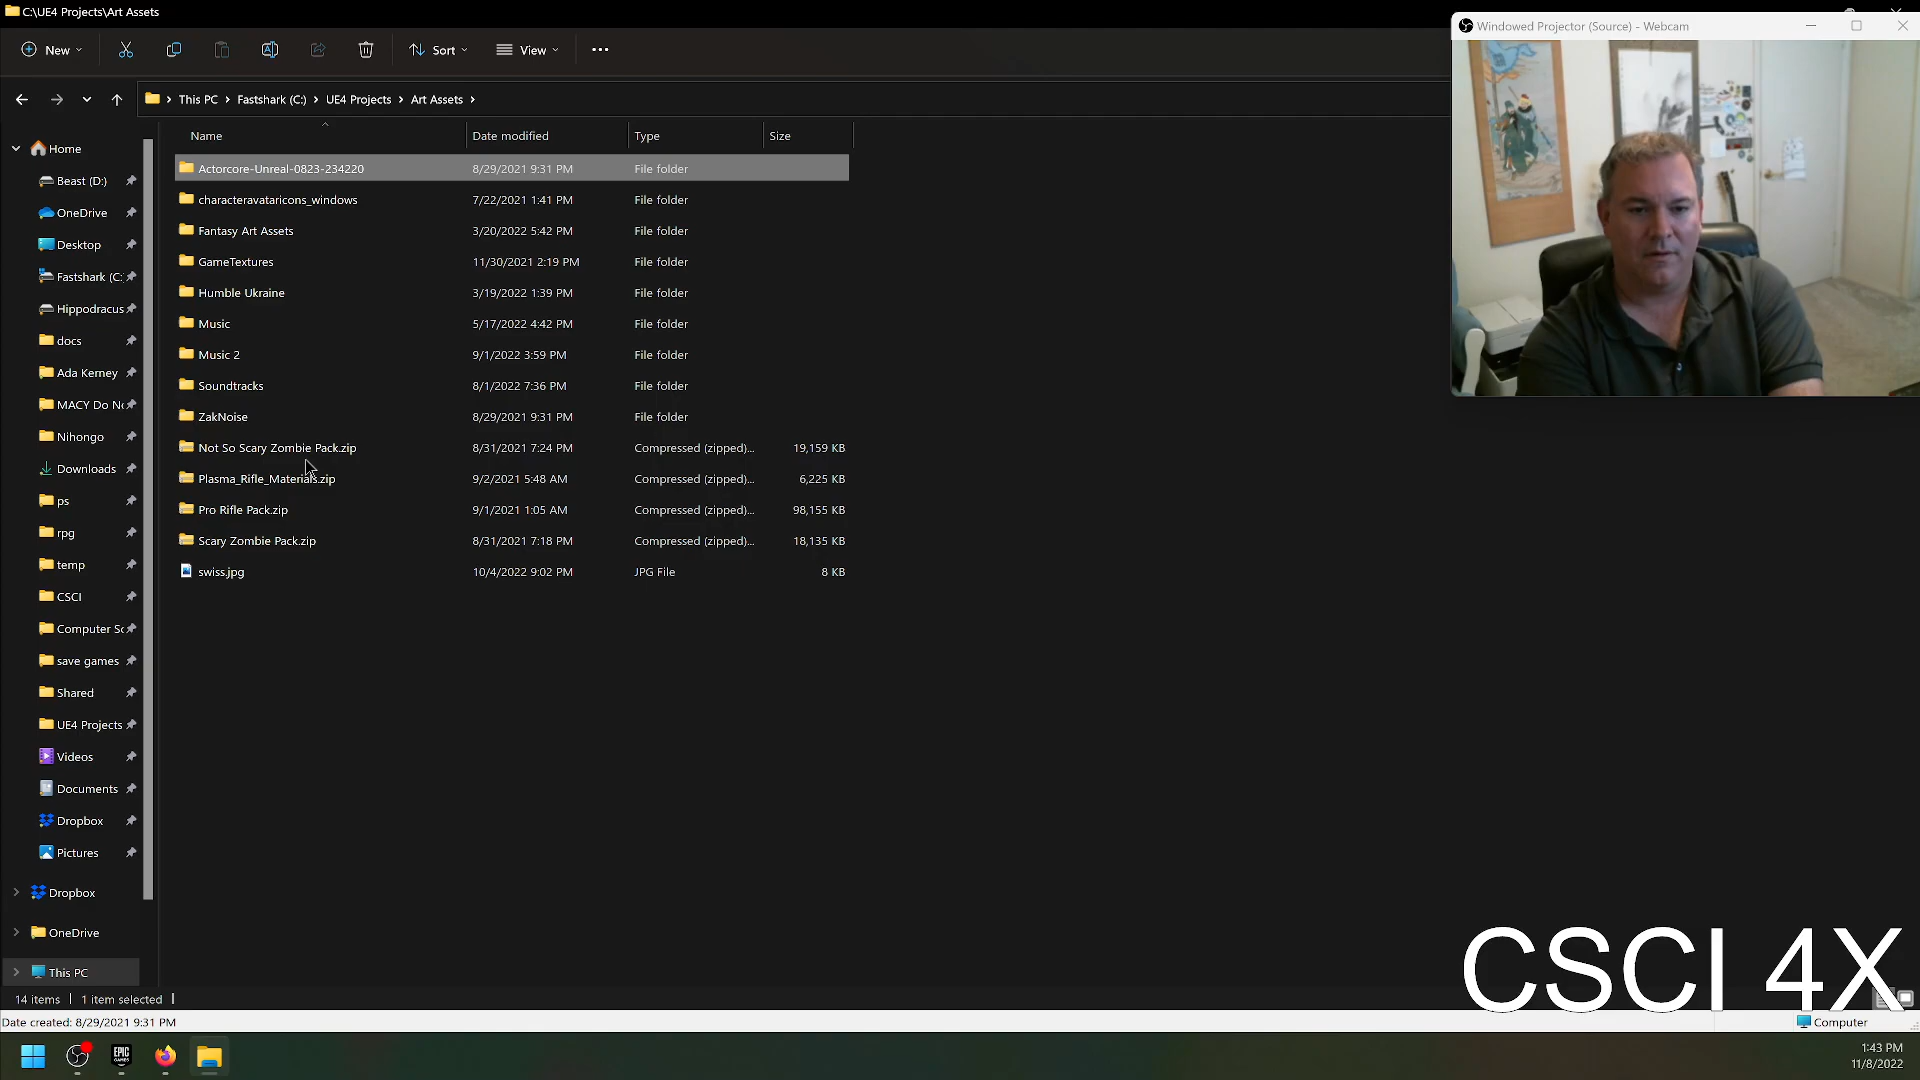 C:\UE4 Projects\Art Assets
Windowed Projector (Source) - Webcam
New
Sort
View
This PC > Fastshark (C:) > UE4 Projects > Art Assets >
Name Date modified Type Size
Home
Beast (D:)
OneDrive
Desktop
Fastshark (C:
Hippodracus
docs
Ada Kerney
MACY Do No
Nihongo
Downloads
ps
rpg
temp
CSCI
Computer Sc
save games
Shared
UE4 Projects
Videos
Documents
Dropbox
Pictures
Dropbox
OneDrive
This PC
Actorcore-Unreal-0823-234220 8/29/2021 9:31 PM File folder
characteravataricons_windows 7/22/2021 1:41 PM File folder
Fantasy Art Assets 3/20/2022 5:42 PM File folder
GameTextures 11/30/2021 2:19 PM File folder
Humble Ukraine 3/19/2022 1:39 PM File folder
Music 5/17/2022 4:42 PM File folder
Music 2 9/1/2022 3:59 PM File folder
Soundtracks 8/1/2022 7:36 PM File folder
ZakNoise 8/29/2021 9:31 PM File folder
Not So Scary Zombie Pack.zip 8/31/2021 7:24 PM Compressed (zipped)... 19,159 KB
Plasma_Rifle_Materials.zip 9/2/2021 5:48 AM Compressed (zipped)... 6,225 KB
Pro Rifle Pack.zip 9/1/2021 1:05 AM Compressed (zipped)... 98,155 KB
Scary Zombie Pack.zip 8/31/2021 7:18 PM Compressed (zipped)... 18,135 KB
swiss.jpg 10/4/2022 9:02 PM JPG File 8 KB
CSCI 4X
14 items 1 item selected
Date created: 8/29/2021 9:31 PM
Computer
EPIC
GAMES
1:43 PM
11/8/2022